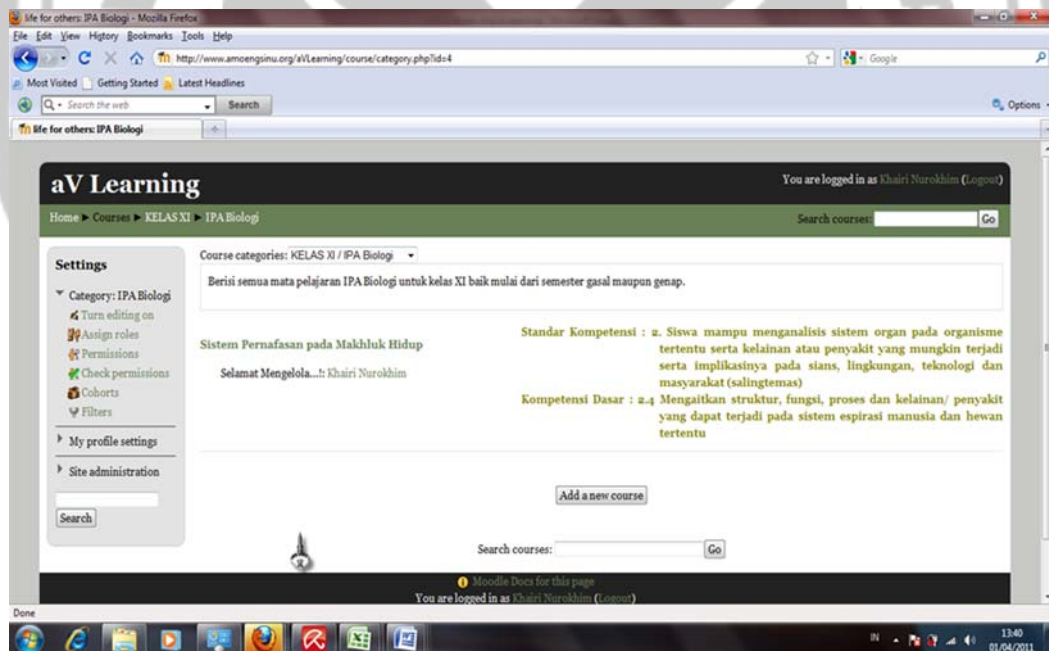 life for others: IPA Biologi - Mozilla Firefox
File Edit View History Bookmarks Tools Help
http://www.amoengsinu.org/aVLearning/course/category.php?id=4
Google
Most Visited Getting Started Latest Headlines
Search the web Search Options
life for others: IPA Biologi
aV Learning
You are logged in as Khairi Nurokhim (Logout)
Home ► Courses ► KELAS XI ► IPA Biologi
Search courses: Go
Settings
Category: IPA Biologi
Turn editing on
Assign roles
Permissions
Check permissions
Cohorts
Filters
My profile settings
Site administration
Search
Course categories: KELAS XI / IPA Biologi
Berisi semua mata pelajaran IPA Biologi untuk kelas XI baik mulai dari semester gasal maupun genap.
Sistem Pernafasan pada Makhluk Hidup
Selamat Mengelola...!: Khairi Nurokhim
Standar Kompetensi : 2. Siswa mampu menganalisis sistem organ pada organisme
tertentu serta kelainan atau penyakit yang mungkin terjadi
serta implikasinya pada sians, lingkungan, teknologi dan
masyarakat (salingtemas)
Kompetensi Dasar : 2.4 Mengaitkan struktur, fungsi, proses dan kelainan/ penyakit
yang dapat terjadi pada sistem espirasi manusia dan hewan
tertentu
Add a new course
Search courses: Go
Moodle Docs for this page
You are logged in as Khairi Nurokhim (Logout)
Done
IN
13:40
01/04/2011